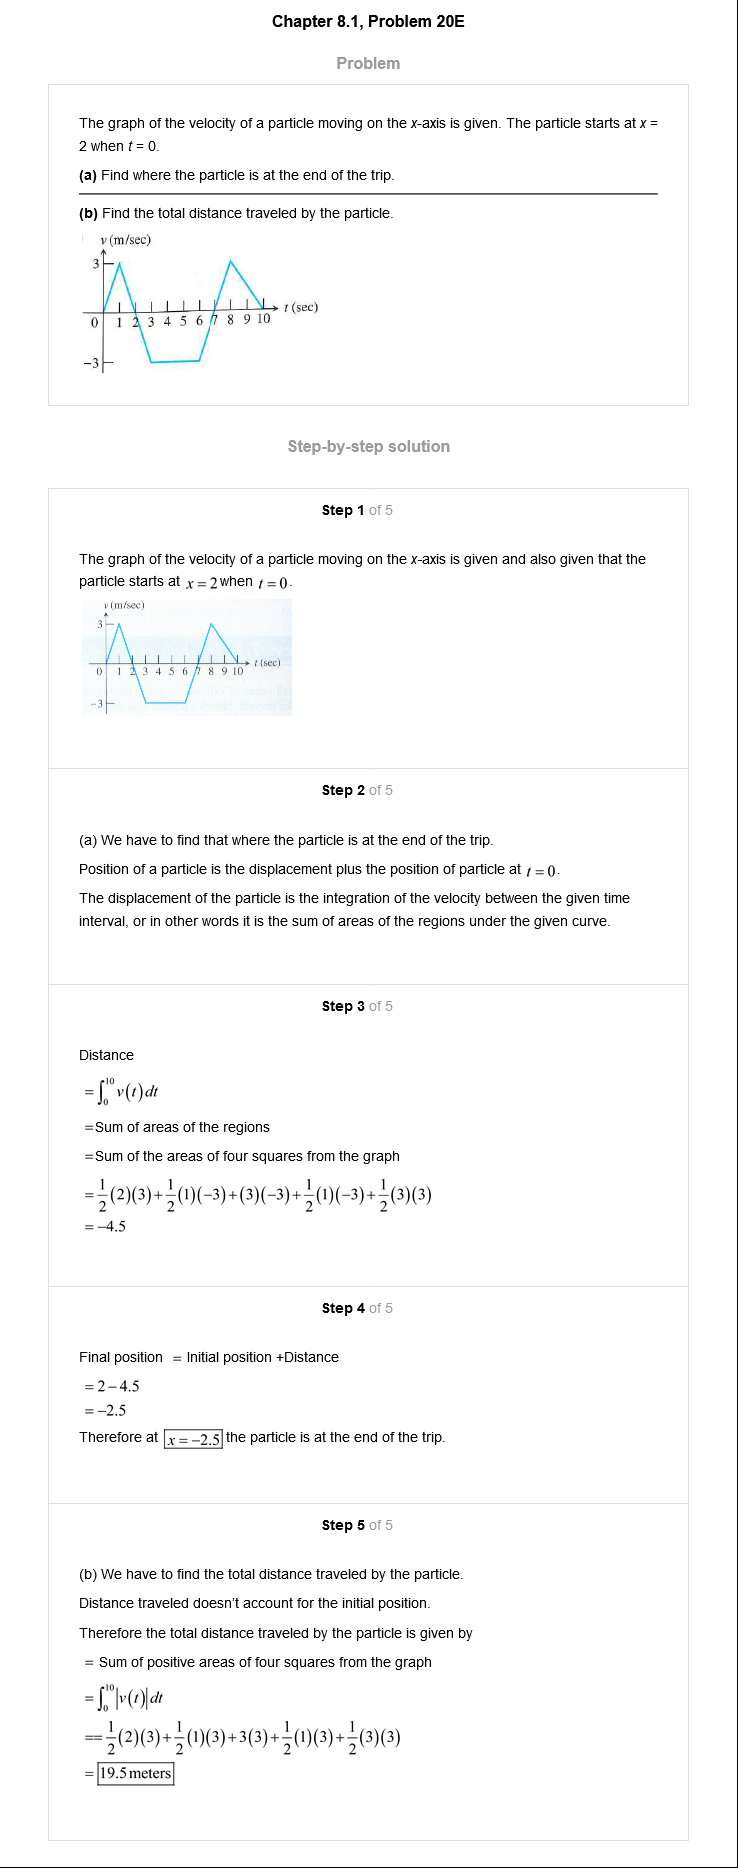 Chapter 8.1, Problem 20E
Problem
The graph of the velocity of a particle moving on the x-axis is given. The particle starts at x =
2 when t = 0.
(a) Find where the particle is at the end of the trip.
(b) Find the total distance traveled by the particle.
v (m/sec)
3
t (sec)
0 1 2 3 4 5 6 7 8 9 10
−3
Step-by-step solution
Step 1 of 5
The graph of the velocity of a particle moving on the x-axis is given and also given that the
particle starts at x = 2 when t = 0.
v (m/sec)
3
t (sec)
0 1 2 3 4 5 6 7 8 9 10
−3
Step 2 of 5
(a) We have to find that where the particle is at the end of the trip.
Position of a particle is the displacement plus the position of particle at t = 0.
The displacement of the particle is the integration of the velocity between the given time
interval, or in other words it is the sum of areas of the regions under the given curve.
Step 3 of 5
Distance
= ∫₀¹⁰ v(t) dt
=Sum of areas of the regions
=Sum of the areas of four squares from the graph
= 1/2 (2)(3) + 1/2 (1)(−3) + (3)(−3) + 1/2 (1)(−3) + 1/2 (3)(3)
= −4.5
Step 4 of 5
Final position = Initial position +Distance
= 2 − 4.5
= −2.5
Therefore at x = −2.5 the particle is at the end of the trip.
Step 5 of 5
(b) We have to find the total distance traveled by the particle.
Distance traveled doesn't account for the initial position.
Therefore the total distance traveled by the particle is given by
= Sum of positive areas of four squares from the graph
= ∫₀¹⁰ |v(t)| dt
== 1/2 (2)(3) + 1/2 (1)(3) + 3(3) + 1/2 (1)(3) + 1/2 (3)(3)
= 19.5 meters